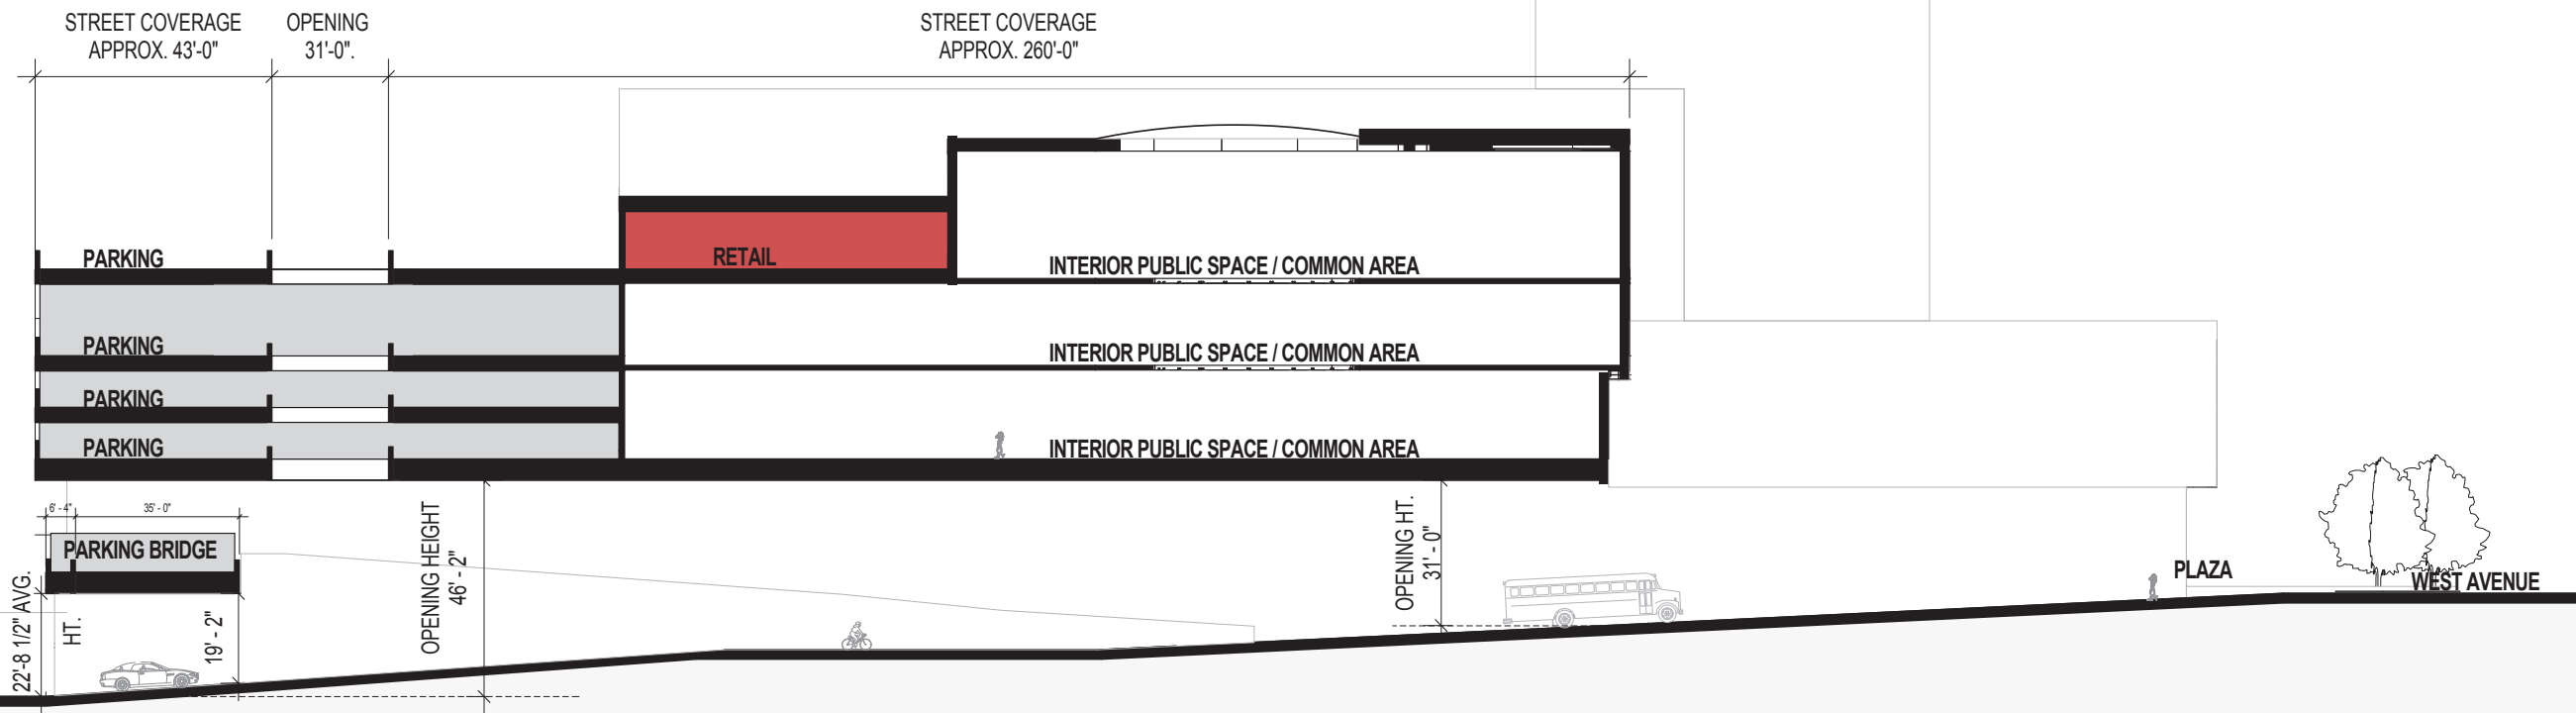 STREET COVERAGE
APPROX. 43'-0"
OPENING
31'-0".
STREET COVERAGE
APPROX. 260'-0"
PARKING
RETAIL
INTERIOR PUBLIC SPACE / COMMON AREA
PARKING
INTERIOR PUBLIC SPACE / COMMON AREA
PARKING
PARKING
INTERIOR PUBLIC SPACE / COMMON AREA
6' - 4"
35' - 0"
PARKING BRIDGE
22'-8 1/2" AVG.
HT.
19' - 2"
OPENING HEIGHT
46' - 2"
OPENING HT.
31' - 0"
PLAZA
WEST AVENUE